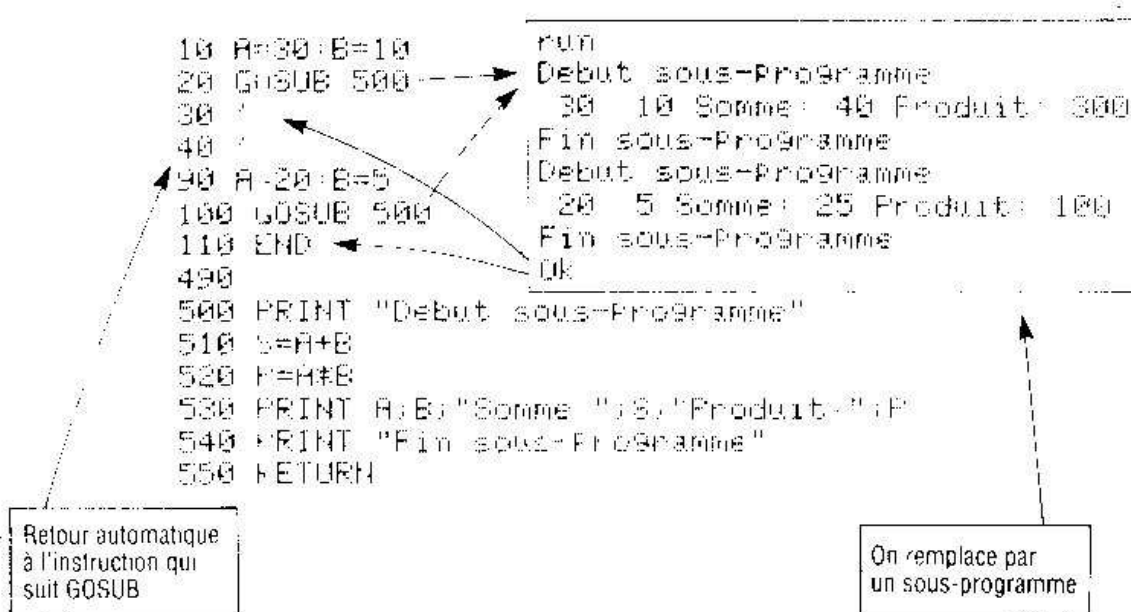 10 A=30:B=10
20 GOSUB 500
30 '
40 '
90 A=20:B=5
100 GOSUB 500
110 END
490
500 PRINT "Debut sous-Programme"
510 S=A+B
520 P=A*B
530 PRINT A;B;"Somme:";S;"Produit:";P
540 PRINT "Fin sous-Programme"
550 RETURN
run
Debut sous-Programme
30 10 Somme: 40 Produit: 300
Fin sous-Programme
Debut sous-Programme
20 5 Somme: 25 Produit: 100
Fin sous-Programme
Ok
Retour automatique
à l'instruction qui
suit GOSUB
On remplace par
un sous-programme